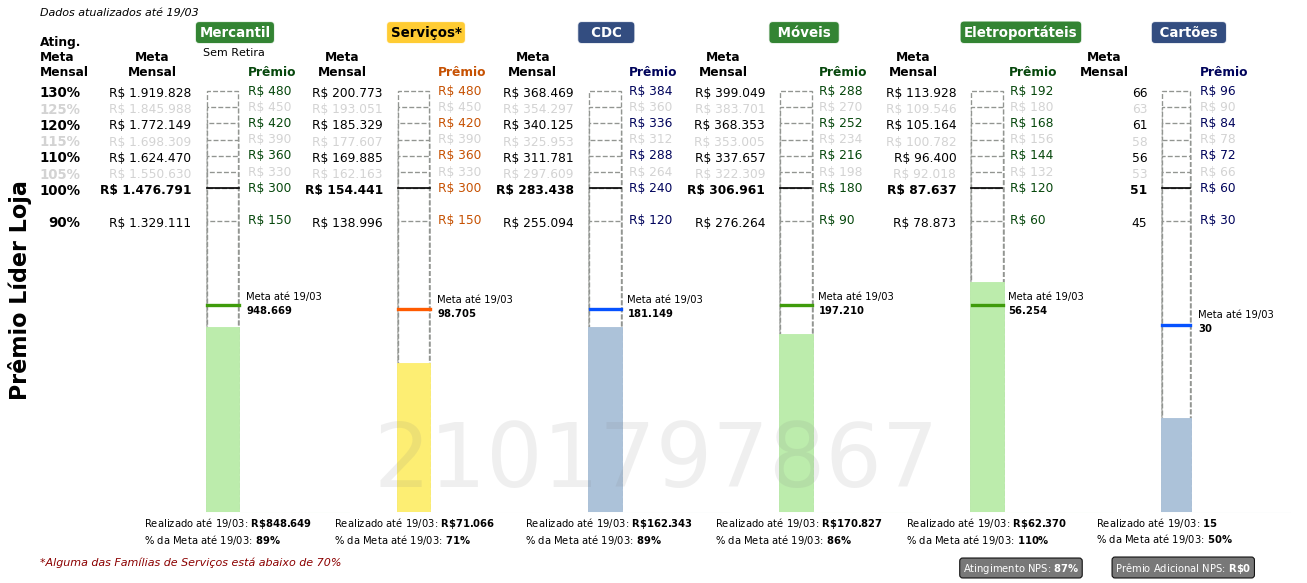 Dados atualizados até 19/03
Mercantil Serviços* CDC Móveis Eletroportáteis Cartões
Sem Retira
Ating. Meta Mensal Meta Mensal Prêmio Meta Mensal Prêmio Meta Mensal Prêmio Meta Mensal Prêmio Meta Mensal Prêmio Meta Mensal Prêmio
130% R$ 1.919.828 R$ 480 R$ 200.773 R$ 480 R$ 368.469 R$ 384 R$ 399.049 R$ 288 R$ 113.928 R$ 192 66 R$ 96
125% R$ 1.845.988 R$ 450 R$ 193.051 R$ 450 R$ 354.297 R$ 360 R$ 383.701 R$ 270 R$ 109.546 R$ 180 63 R$ 90
120% R$ 1.772.149 R$ 420 R$ 185.329 R$ 420 R$ 340.125 R$ 336 R$ 368.353 R$ 252 R$ 105.164 R$ 168 61 R$ 84
115% R$ 1.698.309 R$ 390 R$ 177.607 R$ 390 R$ 325.953 R$ 312 R$ 353.005 R$ 234 R$ 100.782 R$ 156 58 R$ 78
110% R$ 1.624.470 R$ 360 R$ 169.885 R$ 360 R$ 311.781 R$ 288 R$ 337.657 R$ 216 R$ 96.400 R$ 144 56 R$ 72
105% R$ 1.550.630 R$ 330 R$ 162.163 R$ 330 R$ 297.609 R$ 264 R$ 322.309 R$ 198 R$ 92.018 R$ 132 53 R$ 66
100% R$ 1.476.791 R$ 300 R$ 154.441 R$ 300 R$ 283.438 R$ 240 R$ 306.961 R$ 180 R$ 87.637 R$ 120 51 R$ 60
90% R$ 1.329.111 R$ 150 R$ 138.996 R$ 150 R$ 255.094 R$ 120 R$ 276.264 R$ 90 R$ 78.873 R$ 60 45 R$ 30
Prêmio Líder Loja
Meta até 19/03 Meta até 19/03 Meta até 19/03 Meta até 19/03 Meta até 19/03 Meta até 19/03
948.669 98.705 181.149 197.210 56.254 30
2101797867
Realizado até 19/03: R$848.649 Realizado até 19/03: R$71.066 Realizado até 19/03: R$162.343 Realizado até 19/03: R$170.827 Realizado até 19/03: R$62.370 Realizado até 19/03: 15
% da Meta até 19/03: 89% % da Meta até 19/03: 71% % da Meta até 19/03: 89% % da Meta até 19/03: 86% % da Meta até 19/03: 110% % da Meta até 19/03: 50%
*Alguma das Famílias de Serviços está abaixo de 70% Atingimento NPS: 87% Prêmio Adicional NPS: R$0